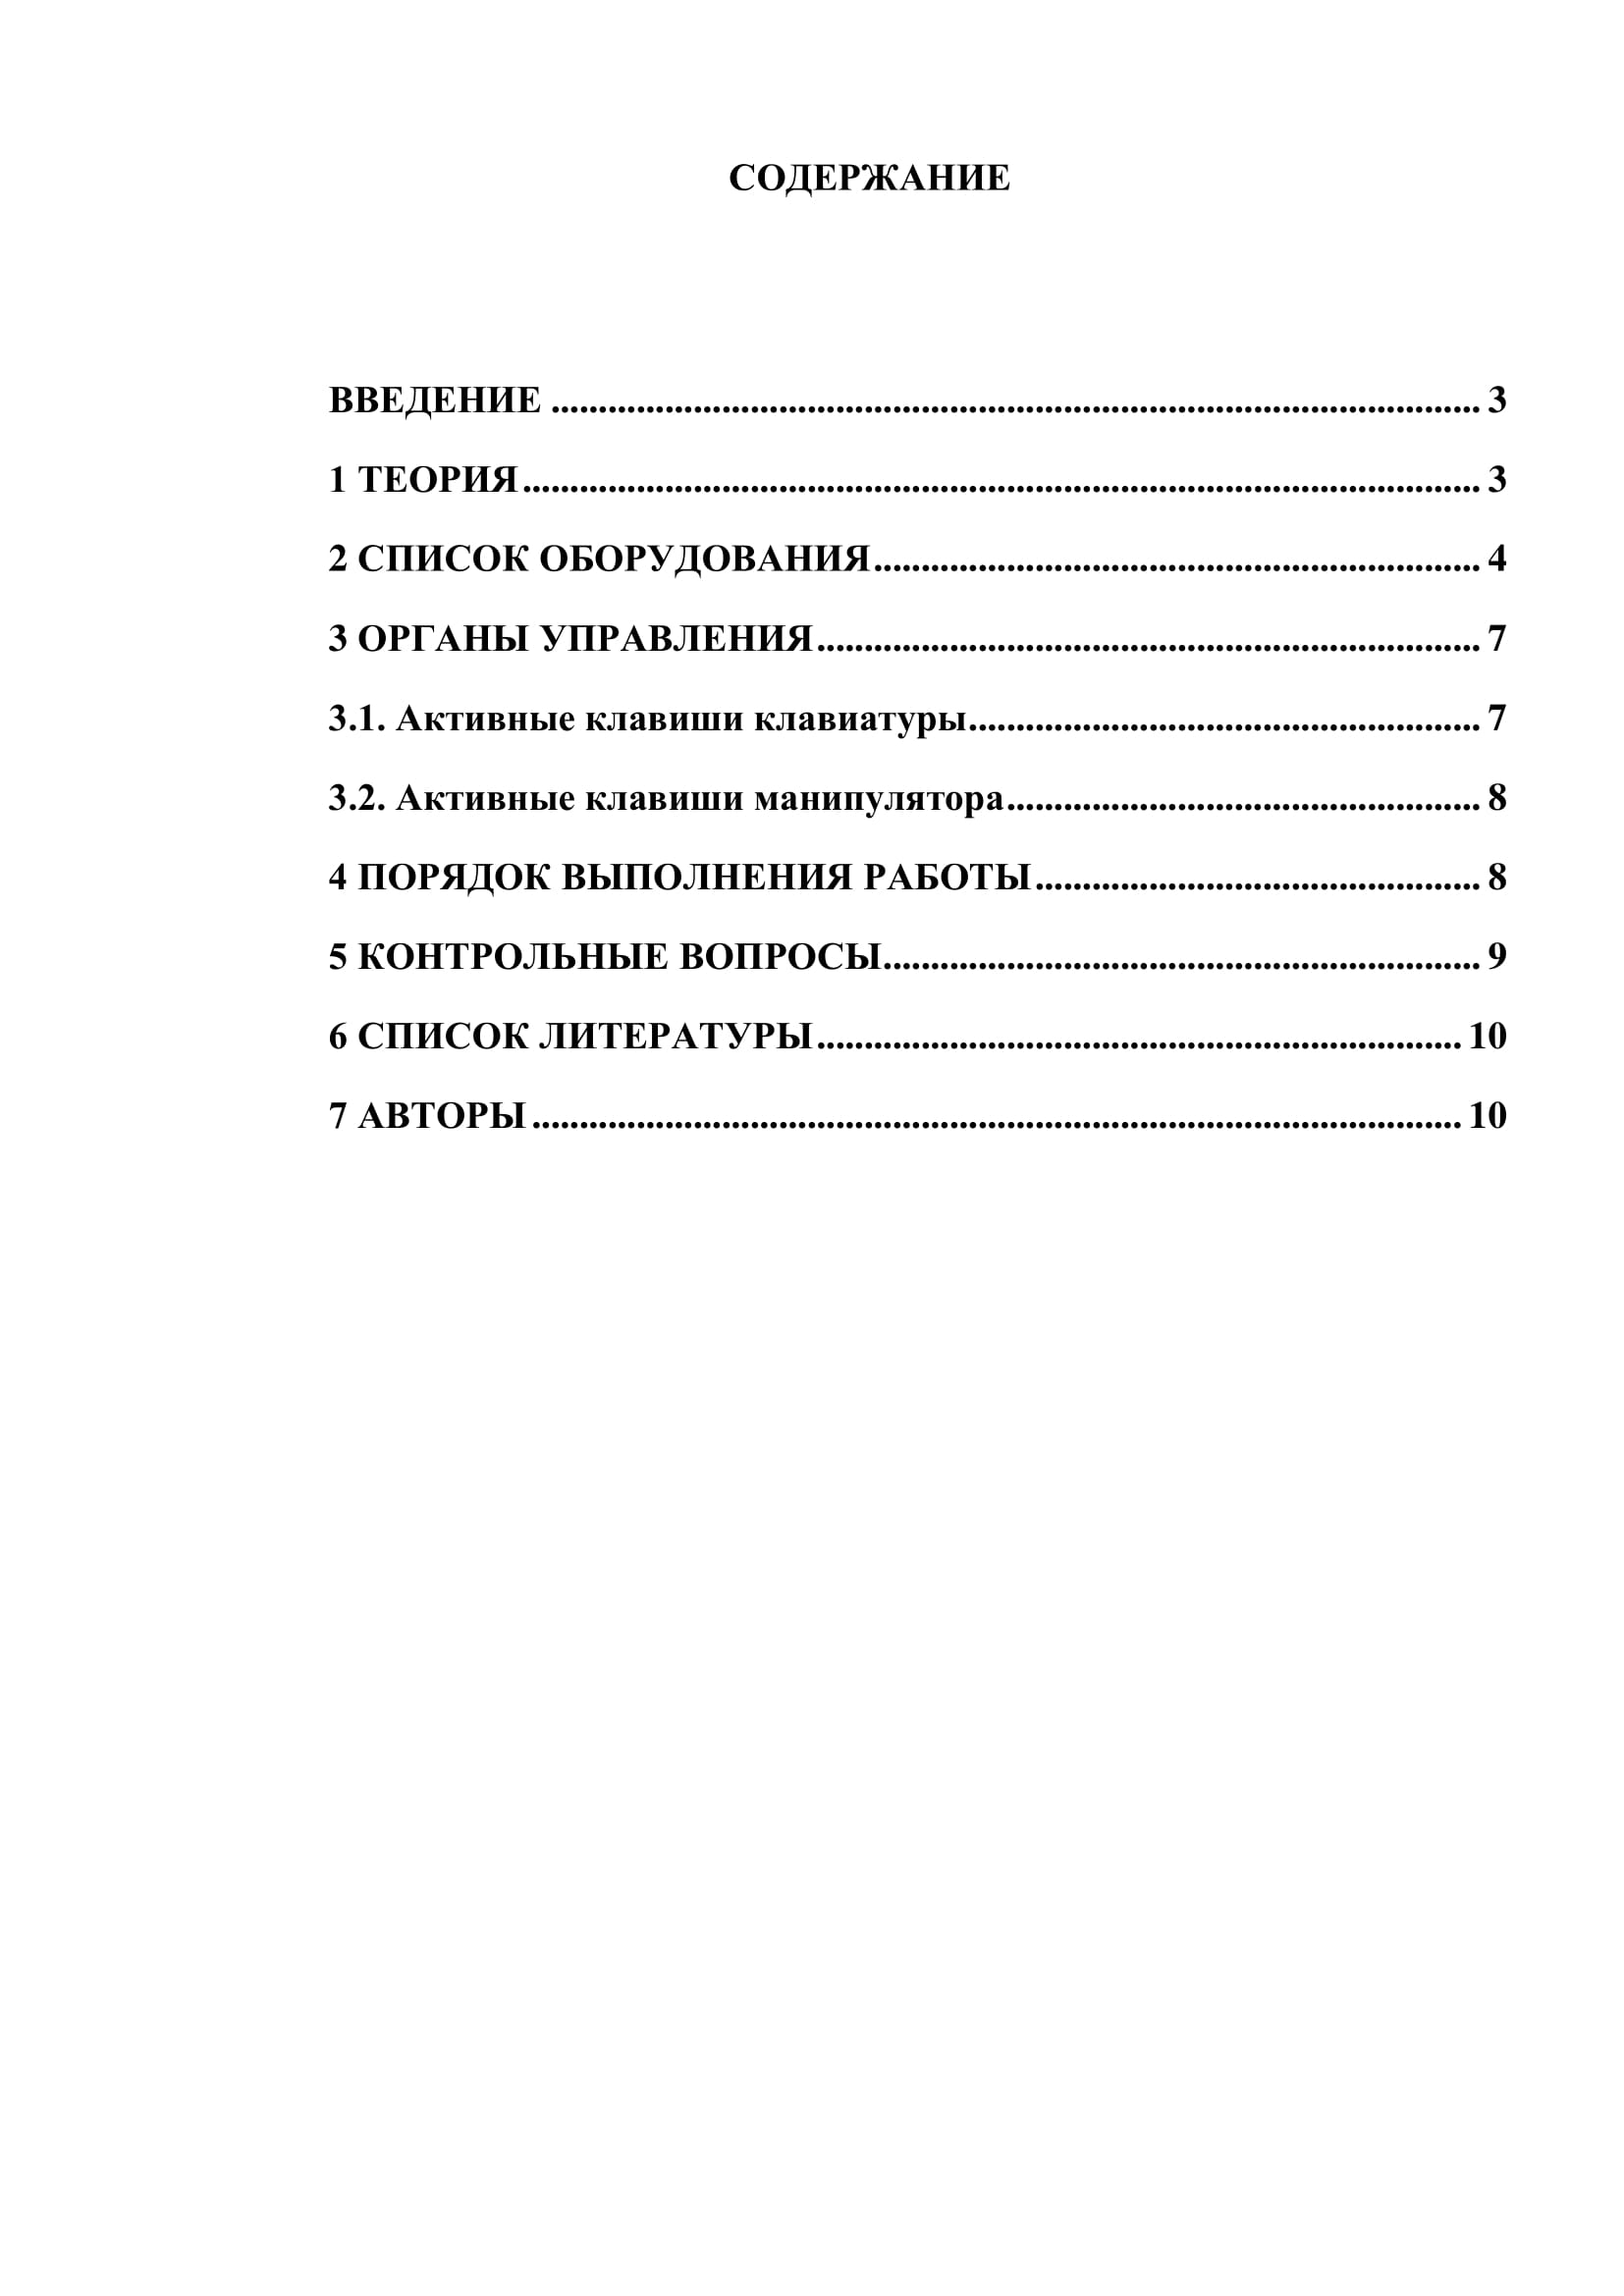 СОДЕРЖАНИЕ
ВВЕДЕНИЕ .................................................................................................. 3
1 ТЕОРИЯ..................................................................................................... 3
2 СПИСОК ОБОРУДОВАНИЯ................................................................ 4
3 ОРГАНЫ УПРАВЛЕНИЯ...................................................................... 7
3.1. Активные клавиши клавиатуры...................................................... 7
3.2. Активные клавиши манипулятора.................................................. 8
4 ПОРЯДОК ВЫПОЛНЕНИЯ РАБОТЫ............................................... 8
5 КОНТРОЛЬНЫЕ ВОПРОСЫ............................................................... 9
6 СПИСОК ЛИТЕРАТУРЫ.................................................................... 10
7 АВТОРЫ.................................................................................................. 10